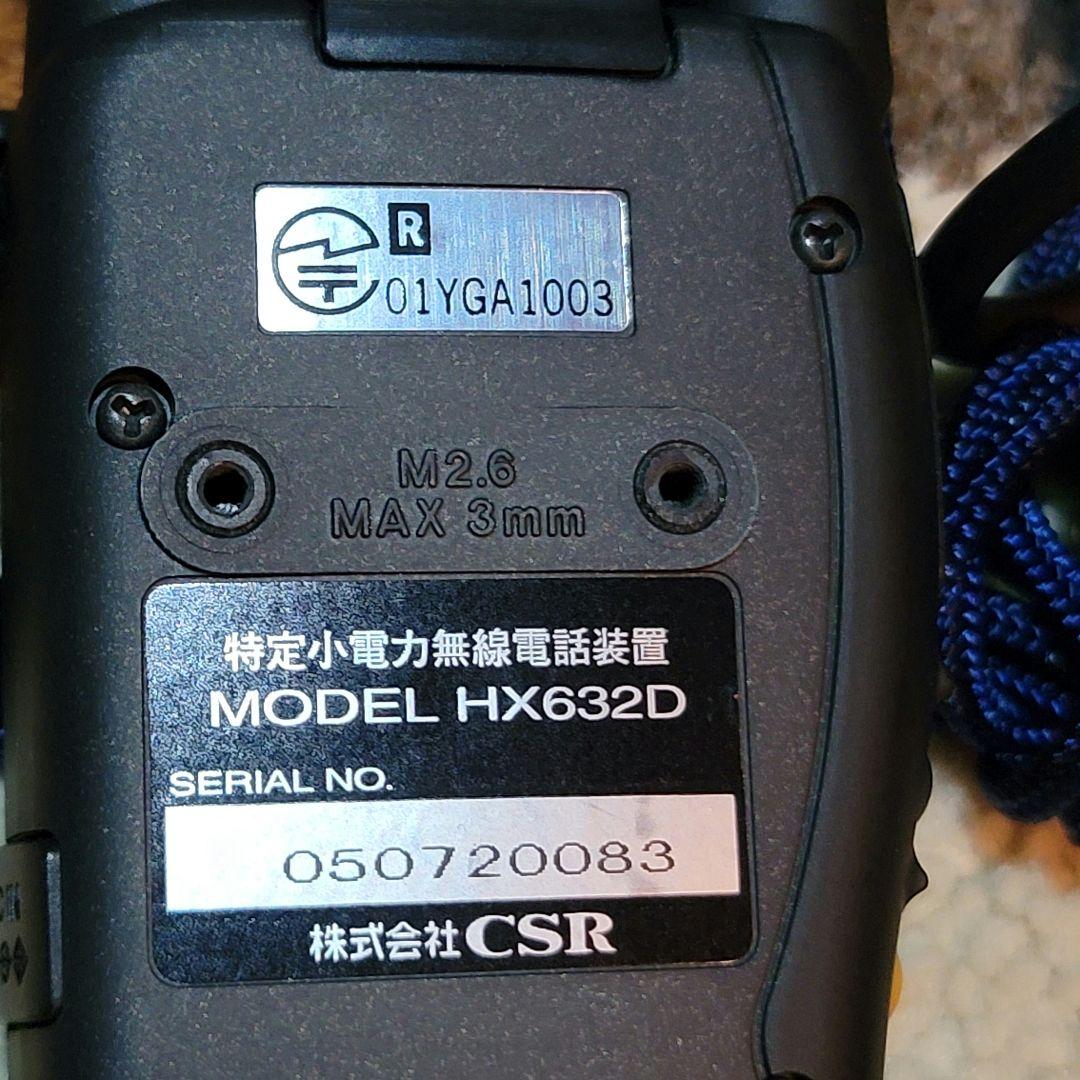 R
01YGA1003
M2.6
MAX 3mm
特定小電力無線電話装置
MODEL HX632D
SERIAL NO.
050720083
株式会社CSR